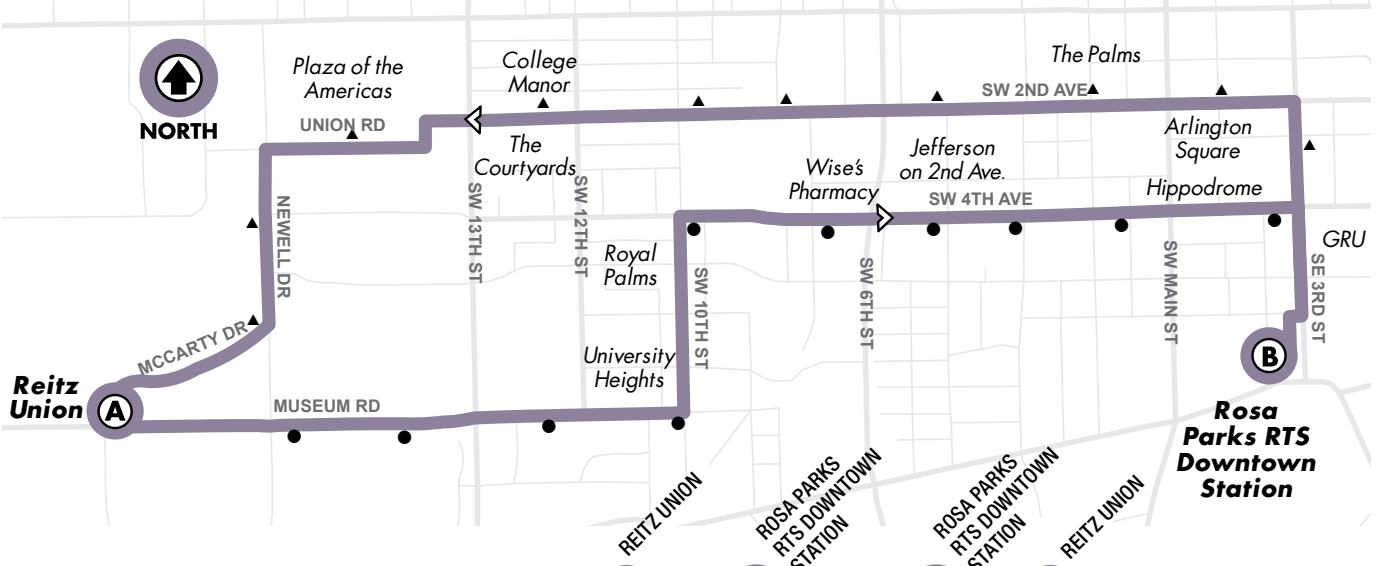 The Palms
College
Manor
Plaza of the
Americas
SW 2ND AVE
NORTH
UNION RD
Arlington
Square
The
Courtyards
Jefferson
on 2nd Ave.
Wise's
Pharmacy
Hippodrome
SW 4TH AVE
NEWELL DR
SW 13TH ST
SW 12TH ST
Royal
Palms
GRU
SW 10TH ST
SW 6TH ST
SW MAIN ST
SE 3RD ST
MCCARTY DR
University
Heights
B
Reitz
Union
A
MUSEUM RD
Rosa
Parks RTS
Downtown
Station
REITZ UNION
ROSA PARKS
RTS DOWNTOWN
STATION
ROSA PARKS
RTS DOWNTOWN
STATION
REITZ UNION